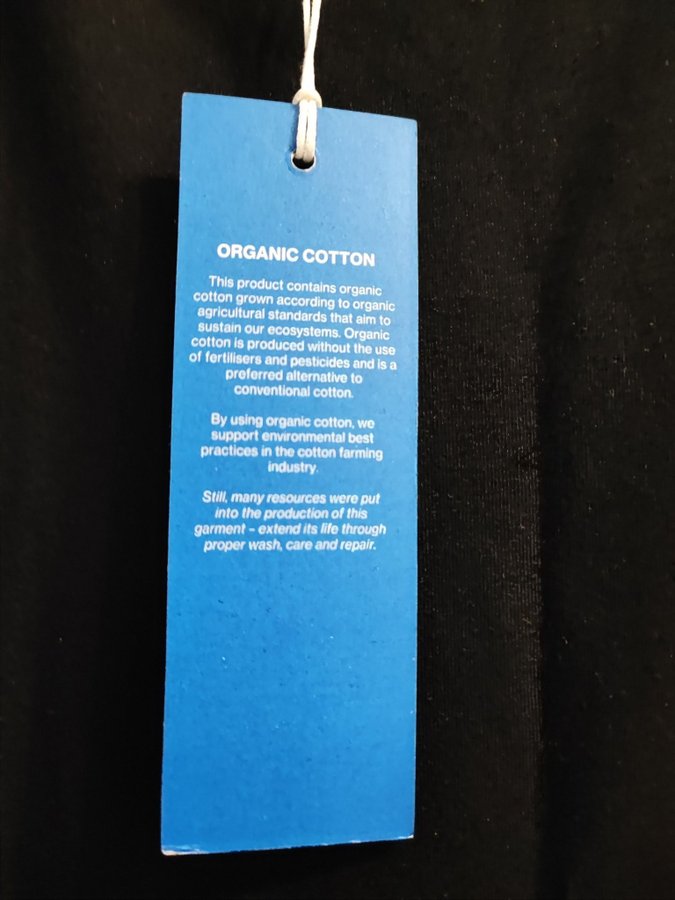 ORGANIC COTTON
This product contains organic
cotton grown according to organic
agricultural standards that aim to
sustain our ecosystems. Organic
cotton is produced without the use
of fertilisers and pesticides and is a
preferred alternative to
conventional cotton.
By using organic cotton, we
support environmental best
practices in the cotton farming
industry.
Still, many resources were put
into the production of this
garment – extend its life through
proper wash, care and repair.